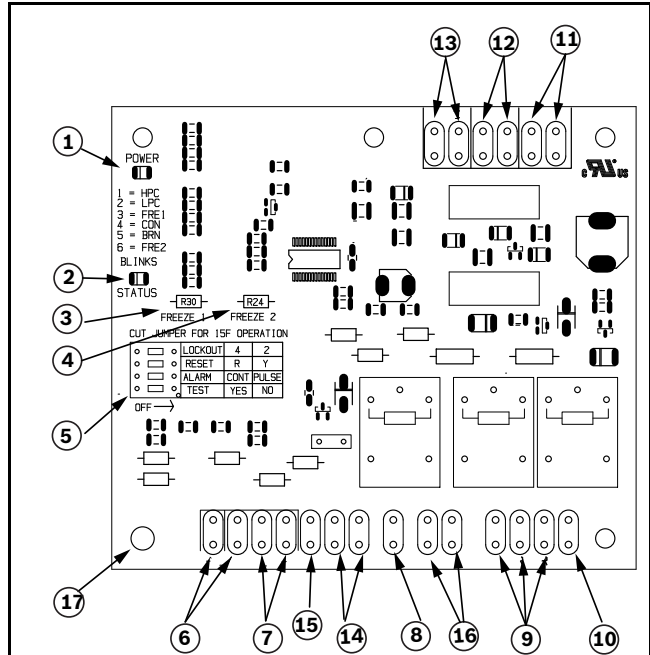 13 12 11
1
POWER
c RU US
1 = HPC
2 = LPC
3 = FRE1
4 = CON
5 = BRN
6 = FRE2
BLINKS
2
STATUS
R30 R24
3 FREEZE 1 FREEZE 2
CUT JUMPER FOR 15F OPERATION
4
LOCKOUT 4 2
RESET R Y
ALARM CONT PULSE
TEST YES NO
OFF
5
17
6 7 15 14 8 16 9 10